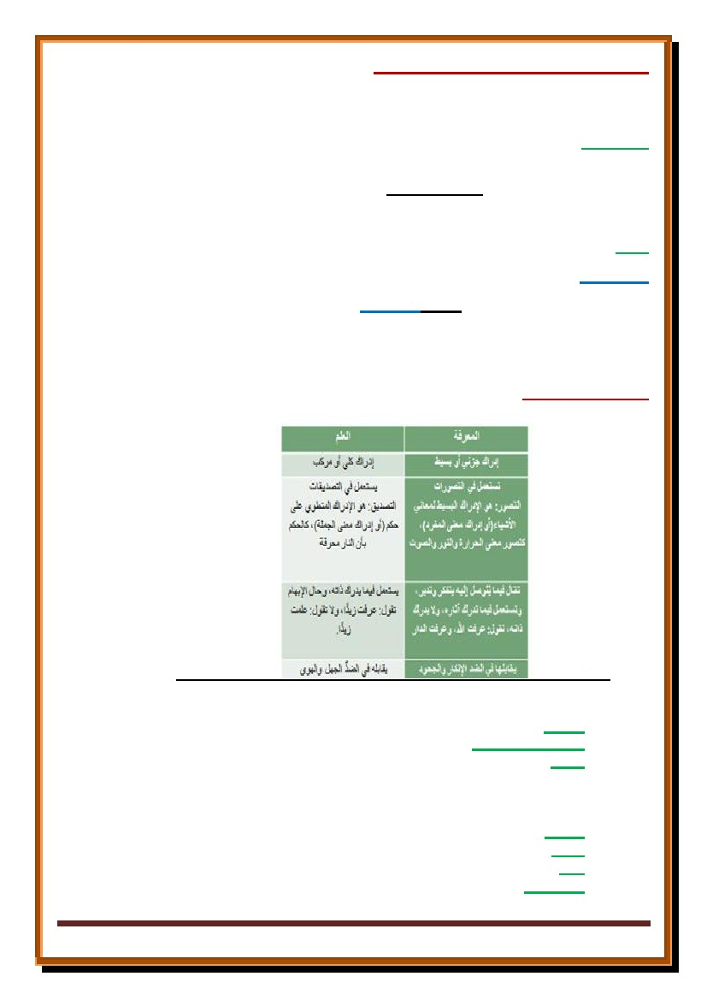 المعرفة
العلم
إدراك جزئي أو بسيط
إدراك كلي أو مركب
تستعمل في التصورات
التصور: هو الإدراك البسيط لمعاني
الأشياء(أو إدراك معنى المفرد)،
كتصور معنى الحرارة والنور والصوت
يستعمل في التصديقات
التصديق: هو الإدراك المنطوي على
حكم (أو إدراك معنى الجملة)، كالحكم
بأن النار محرقة
تقال فيما يُتوصل إليه بتفكر وتدبر،
وتستعمل فيما تدرك آثاره، ولا يدرك
ذاته، تقول: عرفت الله، وعرفت الدار
يستعمل فيما يدرك ذاته، وحال الإبهام
تقول: عرفت زيدًا، ولا تقول: علمت
زيدًا.
يقابلها في الضد الإنكار والجحود
يقابله في الضدّ الجهل والهوى